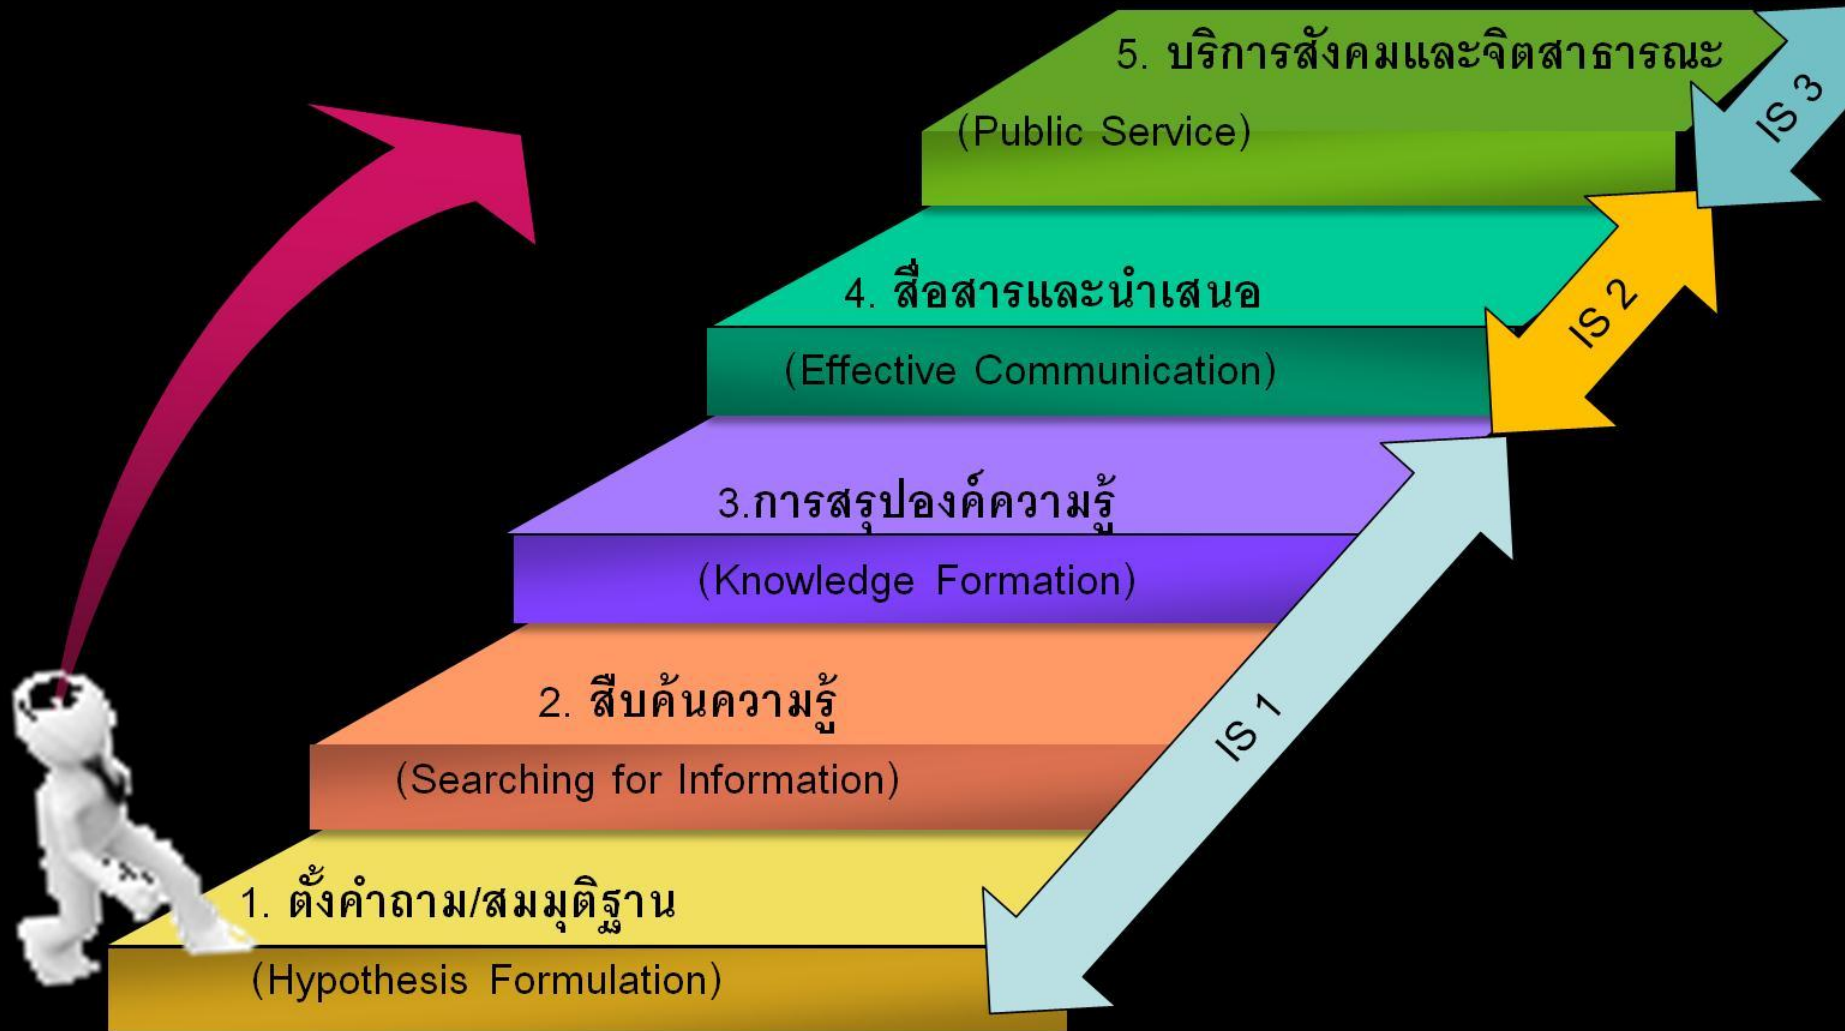 5. บริการสังคมและจิตสาธารณะ
(Public Service)
IS 3
4. สื่อสารและนำเสนอ
(Effective Communication)
IS 2
3.การสรุปองค์ความรู้
(Knowledge Formation)
2. สืบค้นความรู้
(Searching for Information)
IS 1
1. ตั้งคำถาม/สมมุติฐาน
(Hypothesis Formulation)